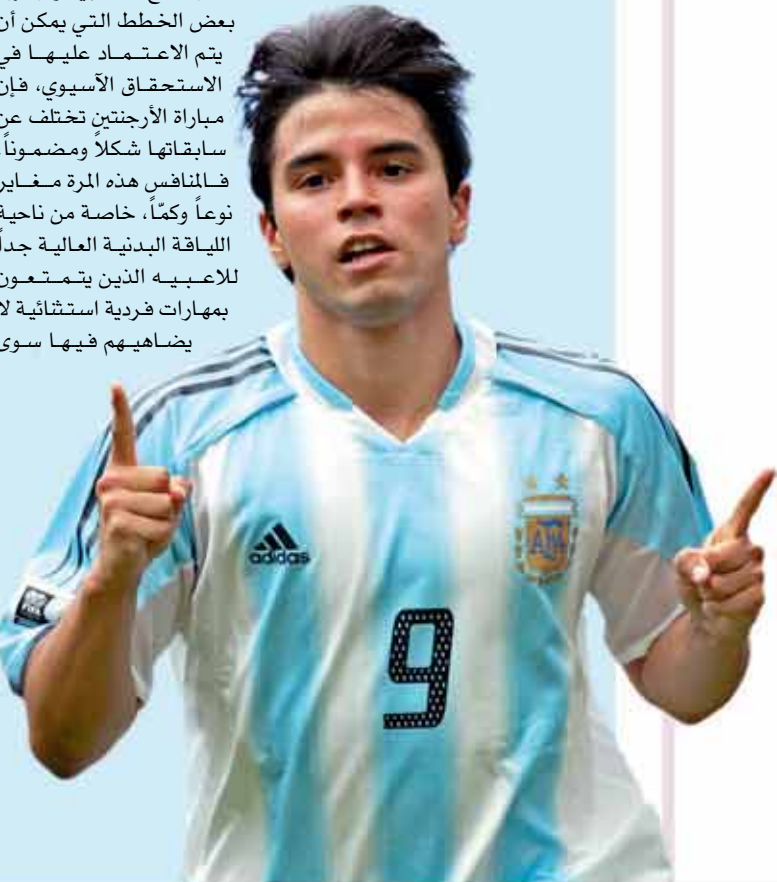 بعض الخطط التي يمكن أن
يتم الاعتماد عليها في
الاستحقاق الآسيوي، فإن
مباراة الأرجنتين تختلف عن
سابقاتها شكلاً ومضموناً
فالمنافس هذه المرة مغاير
نوعاً وكمّاً، خاصة من ناحية
اللياقة البدنية العالية جداً
للاعبيه الذين يتمتعون
بمهارات فردية استثنائية لا
يضاهيهم فيها سوى
adidas
AFA
9